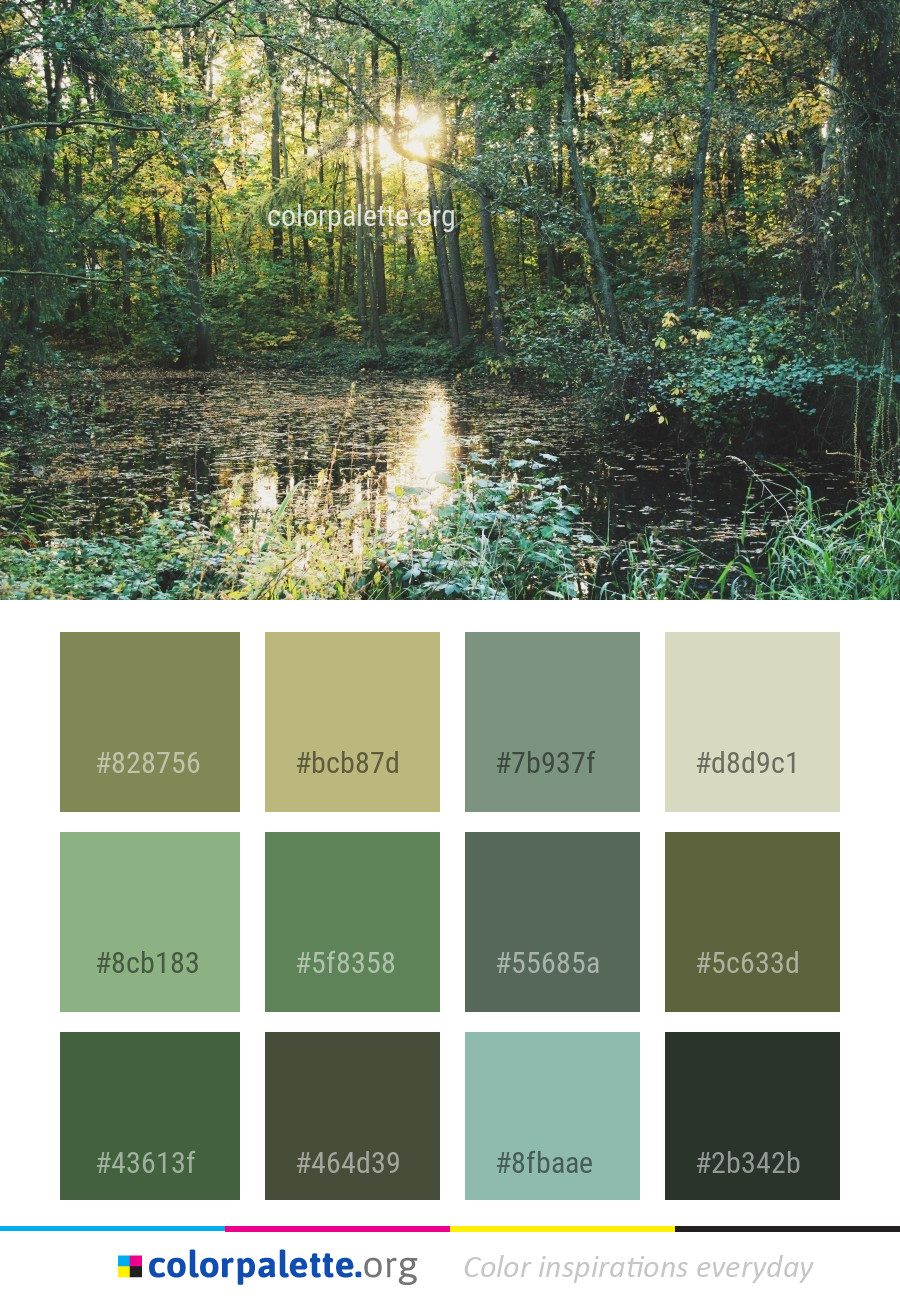 colorpalette.org
#828756 #bcb87d #7b937f #d8d9c1
#8cb183 #5f8358 #55685a #5c633d
#43613f #464d39 #8fbaae #2b342b
colorpalette.org Color inspirations everyday